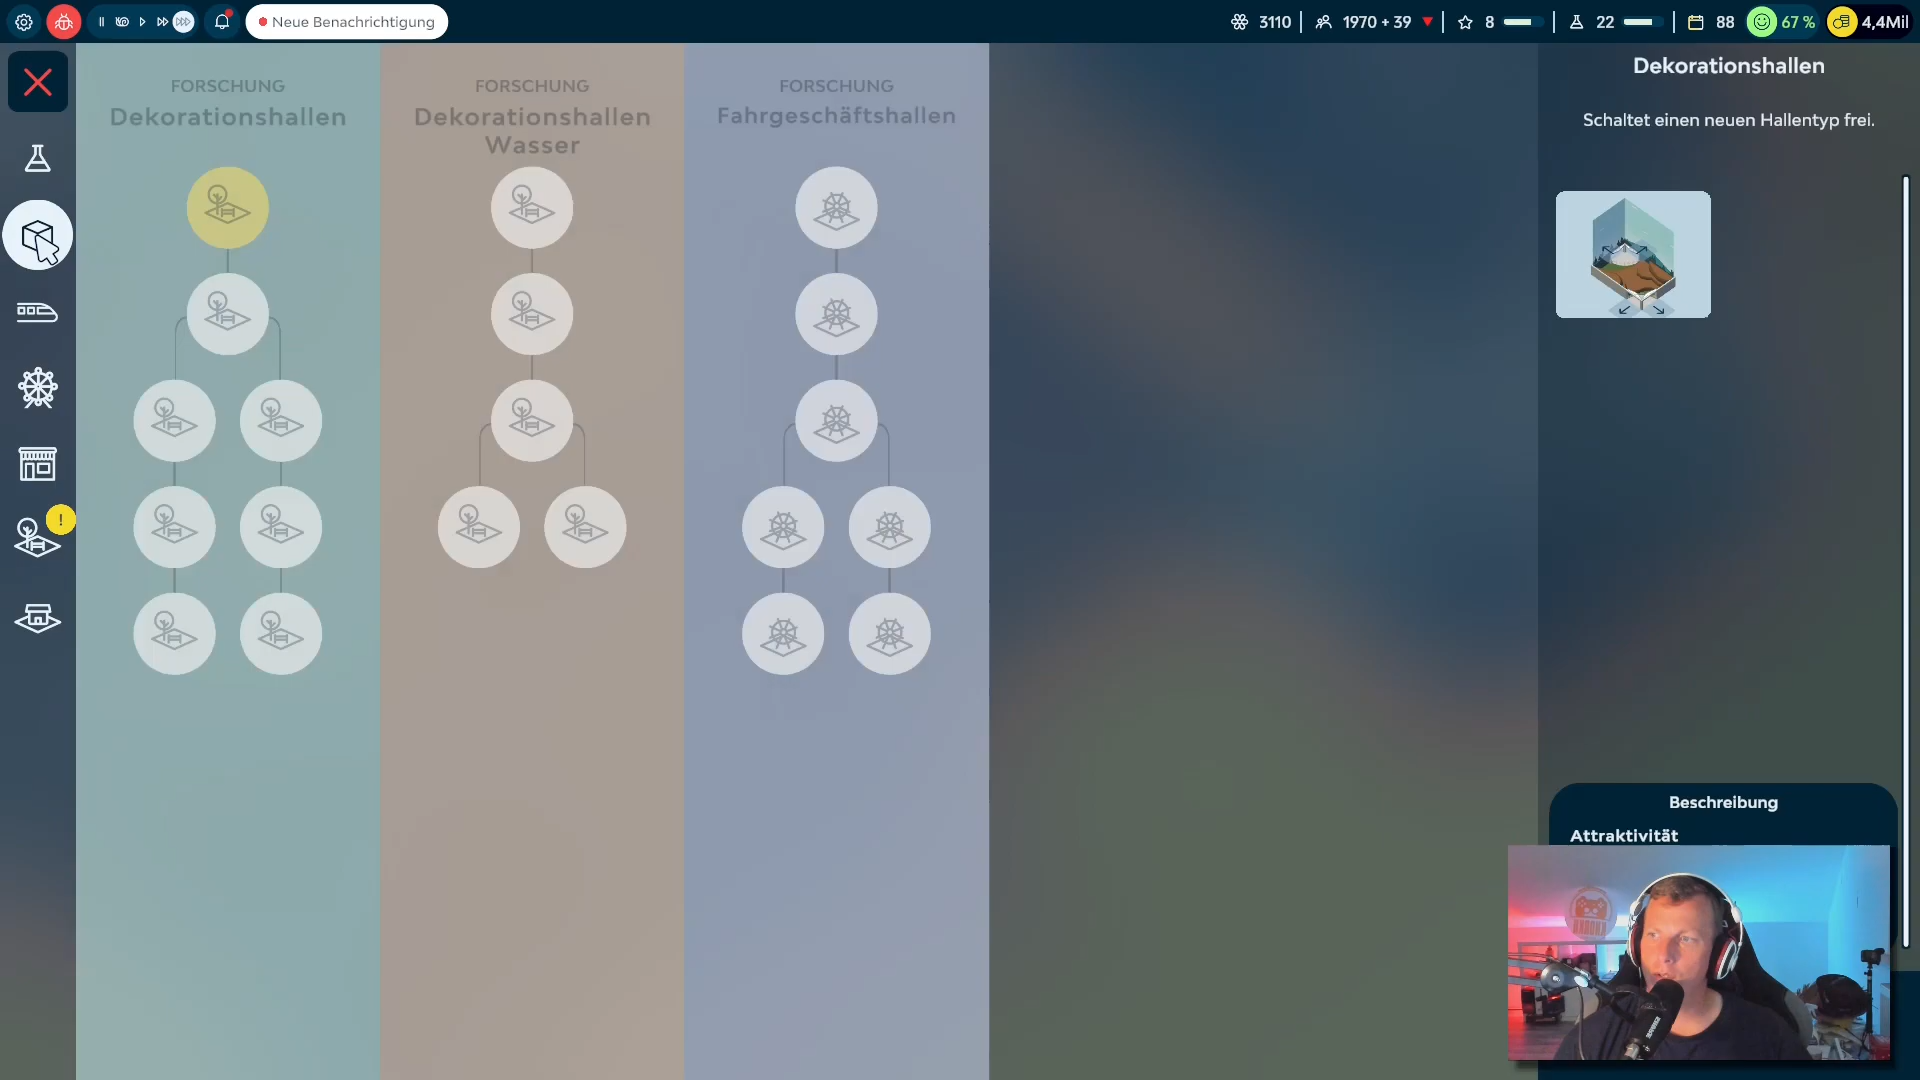 Neue Benachrichtigung
3110
1970 + 39
8
22
88
67 %
4,4Mil
FORSCHUNG
Dekorationshallen
FORSCHUNG
Dekorationshallen
Wasser
FORSCHUNG
Fahrgeschäftshallen
!
Dekorationshallen
Schaltet einen neuen Hallentyp frei.
Beschreibung
Attraktivität